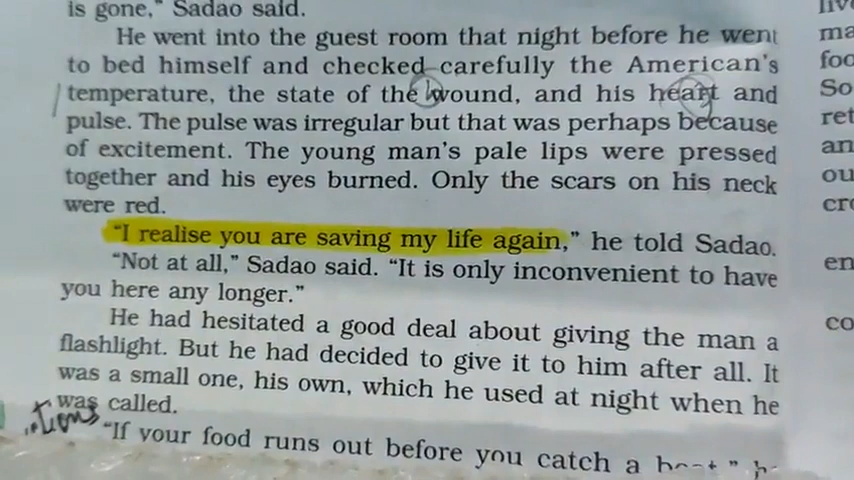 is gone," Sadao said.
He went into the guest room that night before he went
to bed himself and checked carefully the American's
temperature, the state of the wound, and his heart and
pulse. The pulse was irregular but that was perhaps because
of excitement. The young man's pale lips were pressed
together and his eyes burned. Only the scars on his neck
were red.
"I realise you are saving my life again," he told Sadao.
"Not at all," Sadao said. "It is only inconvenient to have
you here any longer."
He had hesitated a good deal about giving the man a
flashlight. But he had decided to give it to him after all. It
was a small one, his own, which he used at night when he
was called.
"If your food runs out before you catch a